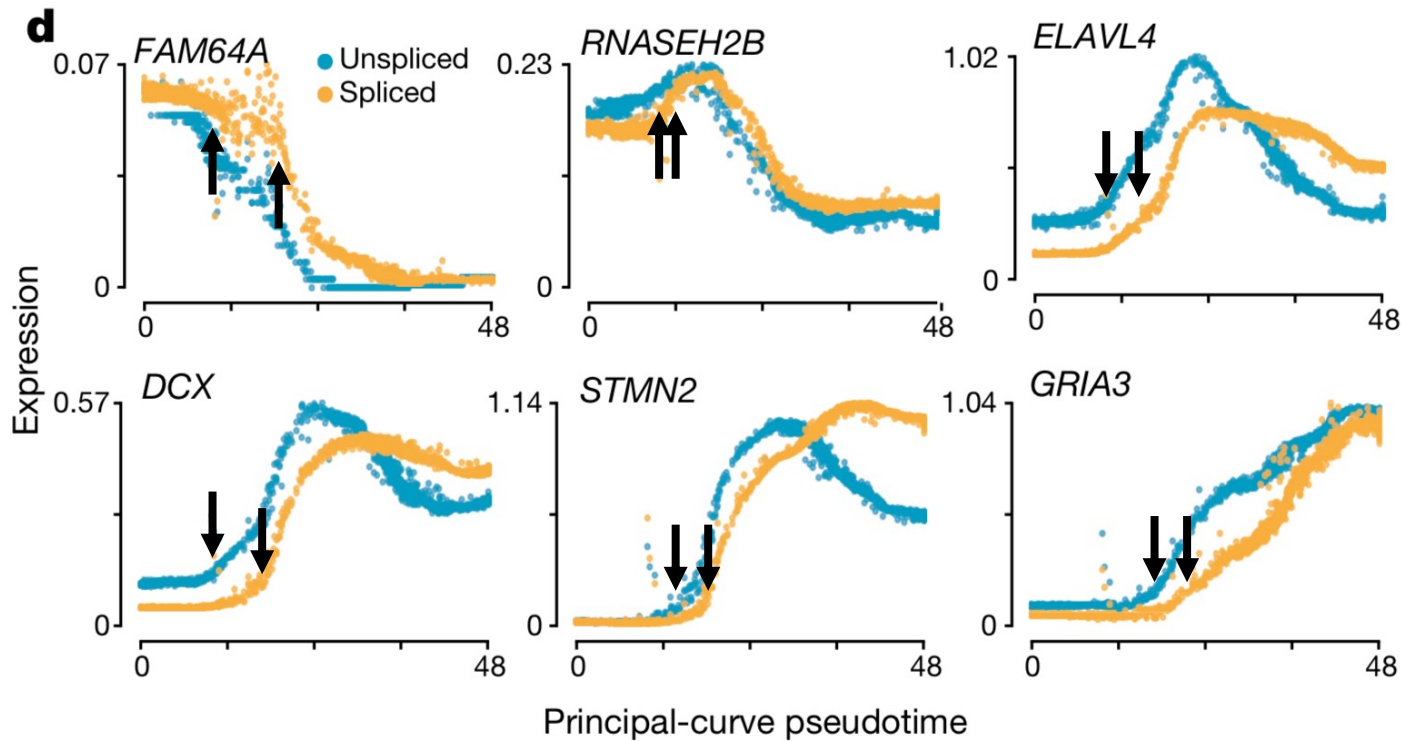 d
FAM64A
Unspliced
Spliced
0.07
0
0
48
RNASEH2B
0.23
0
0
48
ELAVL4
1.02
0
0
48
Expression
DCX
0.57
0
0
48
STMN2
1.14
0
0
48
GRIA3
1.04
0
0
48
Principal-curve pseudotime